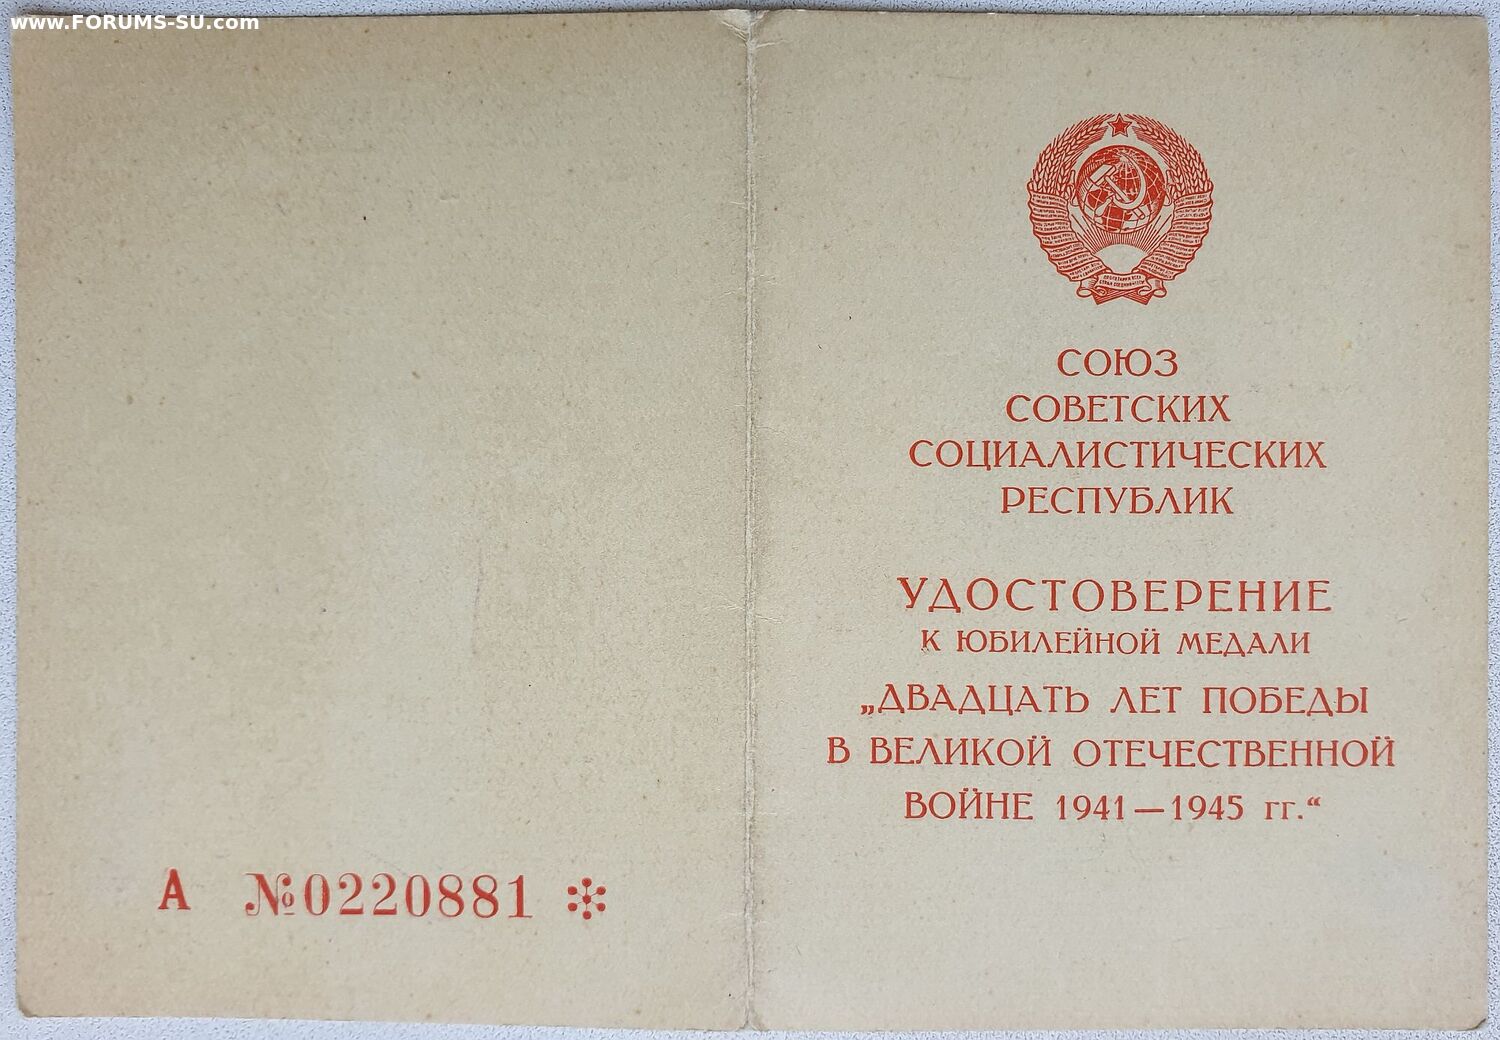 www.FORUMS-SU.com
А №0220881
СОЮЗ
СОВЕТСКИХ
СОЦИАЛИСТИЧЕСКИХ
РЕСПУБЛИК
УДОСТОВЕРЕНИЕ
К ЮБИЛЕЙНОЙ МЕДАЛИ
„ДВАДЦАТЬ ЛЕТ ПОБЕДЫ
В ВЕЛИКОЙ ОТЕЧЕСТВЕННОЙ
ВОЙНЕ 1941—1945 гг.“